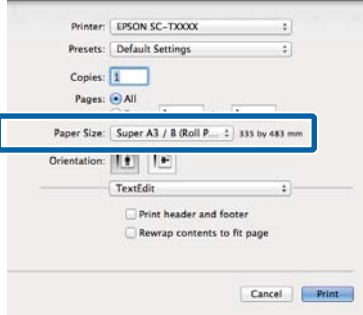 Printer: EPSON SC-TXXXX
Presets: Default Settings
Copies: 1
Pages: All
Paper Size: Super A3 / B (Roll P... 335 by 483 mm
Orientation:
TextEdit
Print header and footer
Rewrap contents to fit page
Cancel Print